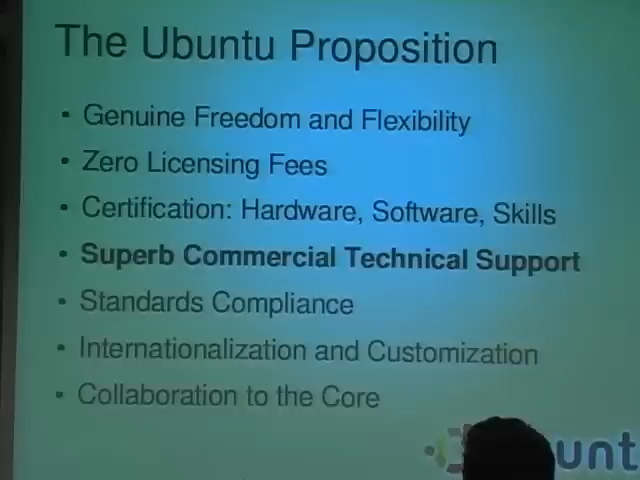 The Ubuntu Proposition
• Genuine Freedom and Flexibility
• Zero Licensing Fees
• Certification: Hardware, Software, Skills
• Superb Commercial Technical Support
• Standards Compliance
• Internationalization and Customization
• Collaboration to the Core
unt